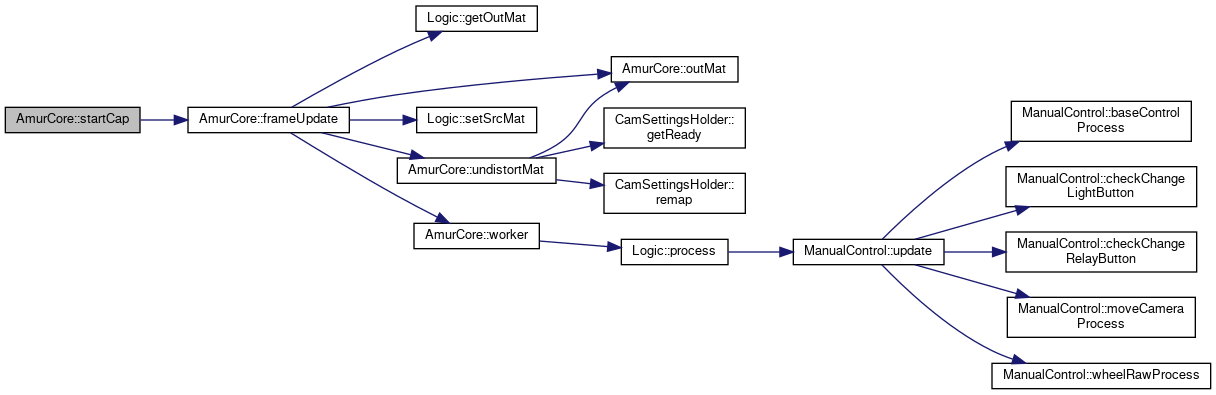 AmurCore::startCap
AmurCore::frameUpdate
Logic::getOutMat
AmurCore::outMat
Logic::setSrcMat
CamSettingsHolder::
getReady
AmurCore::undistortMat
CamSettingsHolder::
remap
AmurCore::worker
Logic::process
ManualControl::update
ManualControl::baseControl
Process
ManualControl::checkChange
LightButton
ManualControl::checkChange
RelayButton
ManualControl::moveCamera
Process
ManualControl::wheelRawProcess